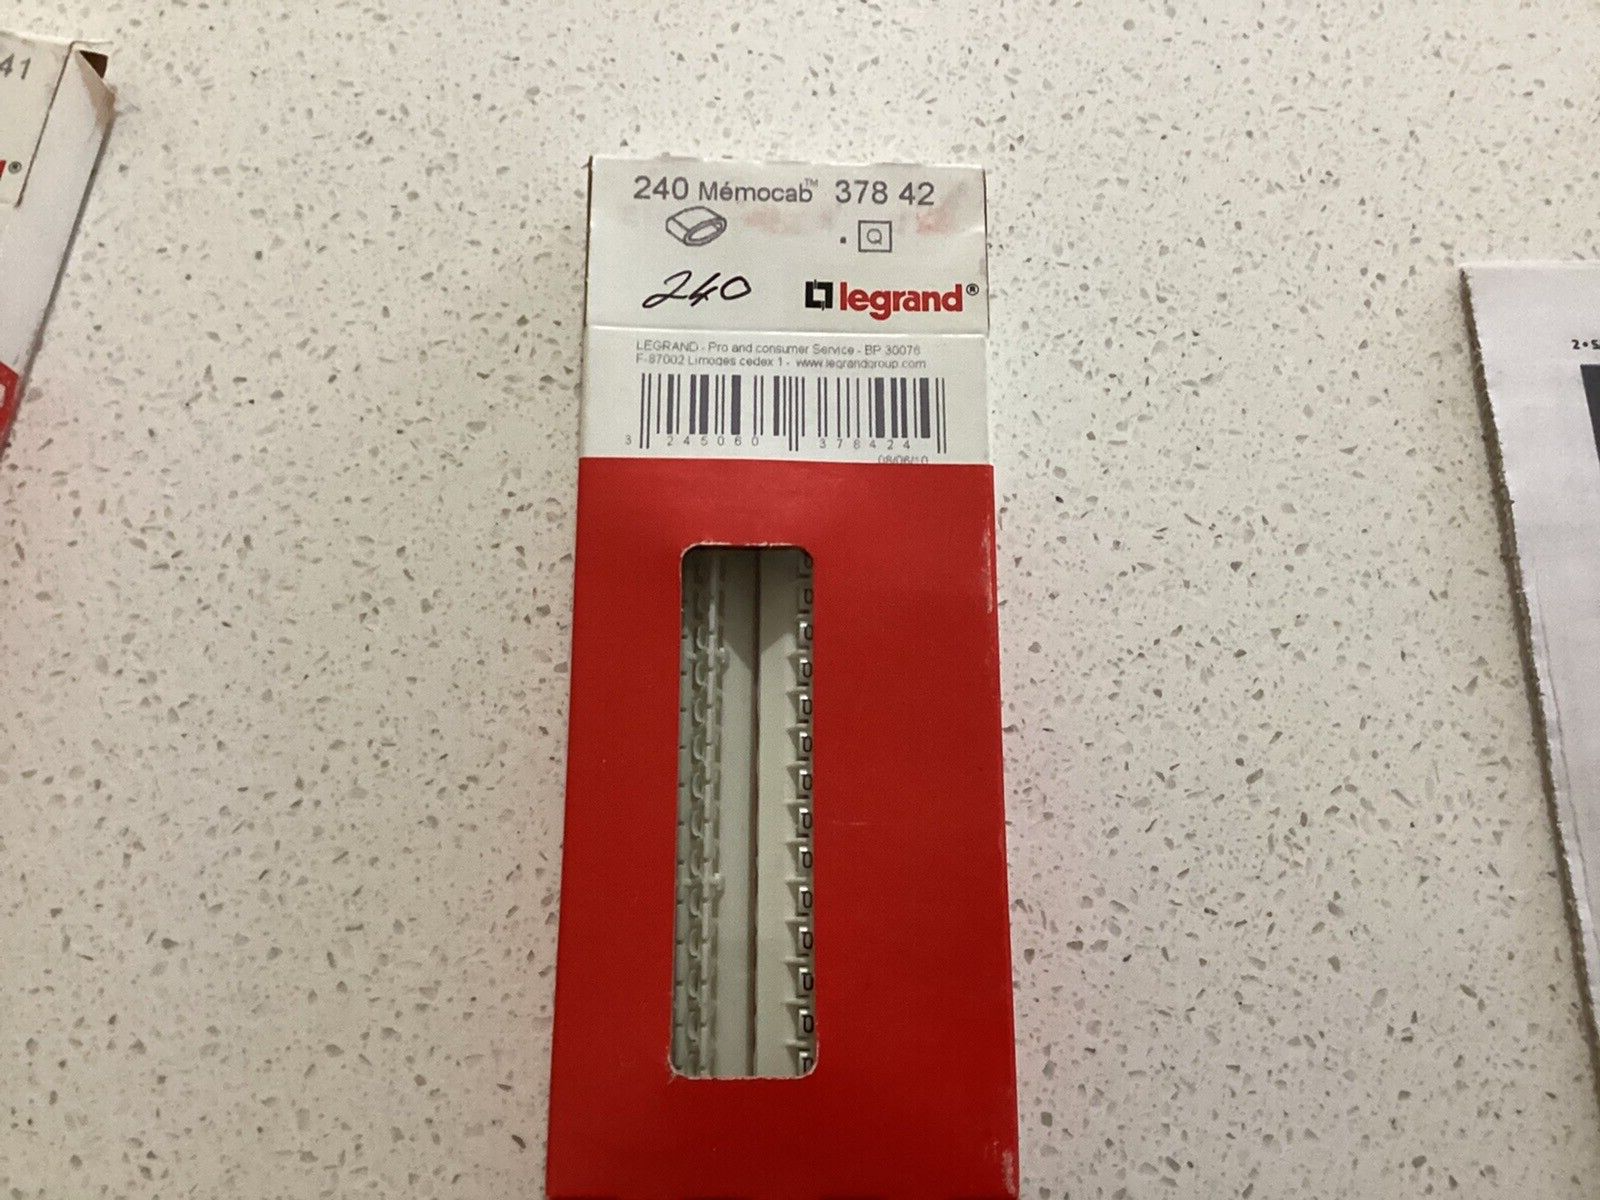 41
®
240 Mémocab™ 378 42
Q
240
legrand®
LEGRAND - Pro and consumer Service - BP 30076
F-87002 Limoges cedex 1 - www.legrandgroup.com
3 245060 378424
08/06/10